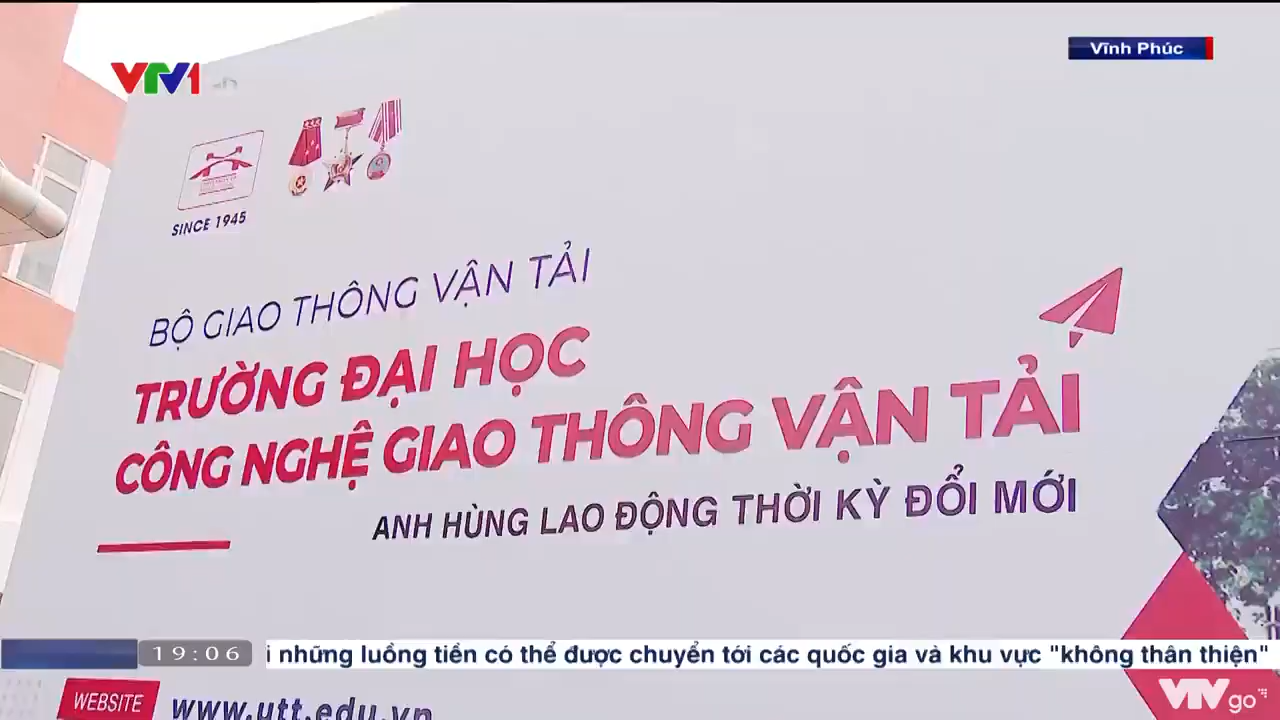 Vĩnh Phúc
VTV1
SINCE 1945
BỘ GIAO THÔNG VẬN TẢI
TRƯỜNG ĐẠI HỌC
CÔNG NGHỆ GIAO THÔNG VẬN TẢI
ANH HÙNG LAO ĐỘNG THỜI KỲ ĐỔI MỚI
19:06 i những luồng tiền có thể được chuyển tới các quốc gia và khu vực "không thân thiện"
WEBSITE www.utt.edu.vn
VTV go